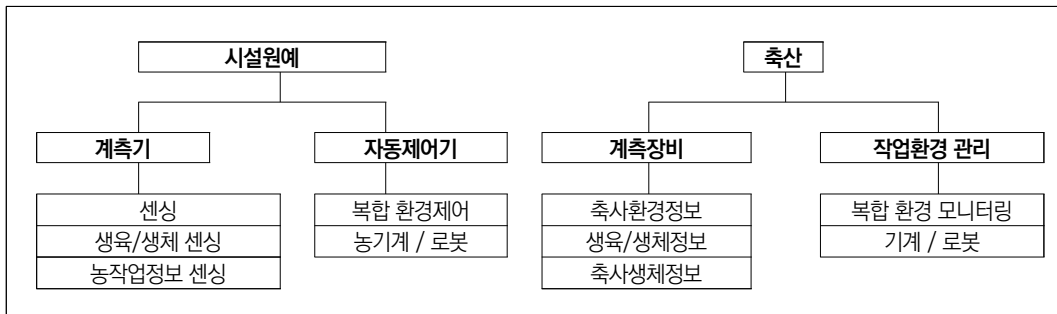 시설원예
축산
계측기
자동제어기
계측장비
작업환경 관리
센싱
생육/생체 센싱
농작업정보 센싱
복합 환경제어
농기계 / 로봇
축사환경정보
생육/생체정보
축사생체정보
복합 환경 모니터링
기계 / 로봇